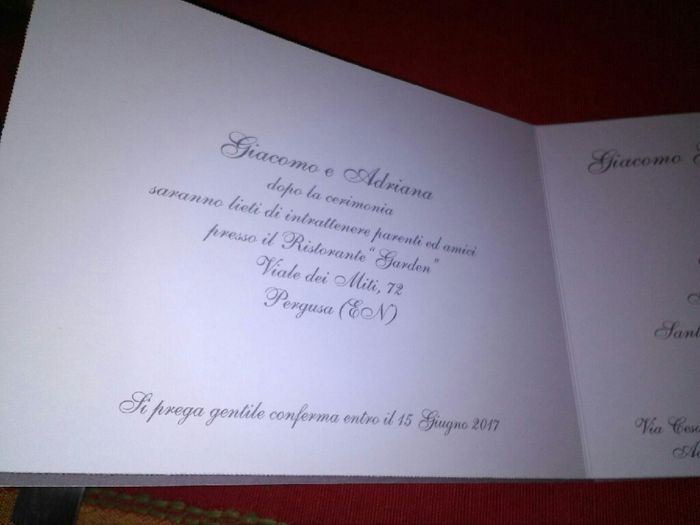 Giacomo e Adriana
dopo la cerimonia
saranno lieti di intrattenere parenti ed amici
presso il Ristorante "Garden"
Viale dei Miti, 72
Pergusa (EN)
Si prega gentile conferma entro il 15 Giugno 2017
Giacomo
Via